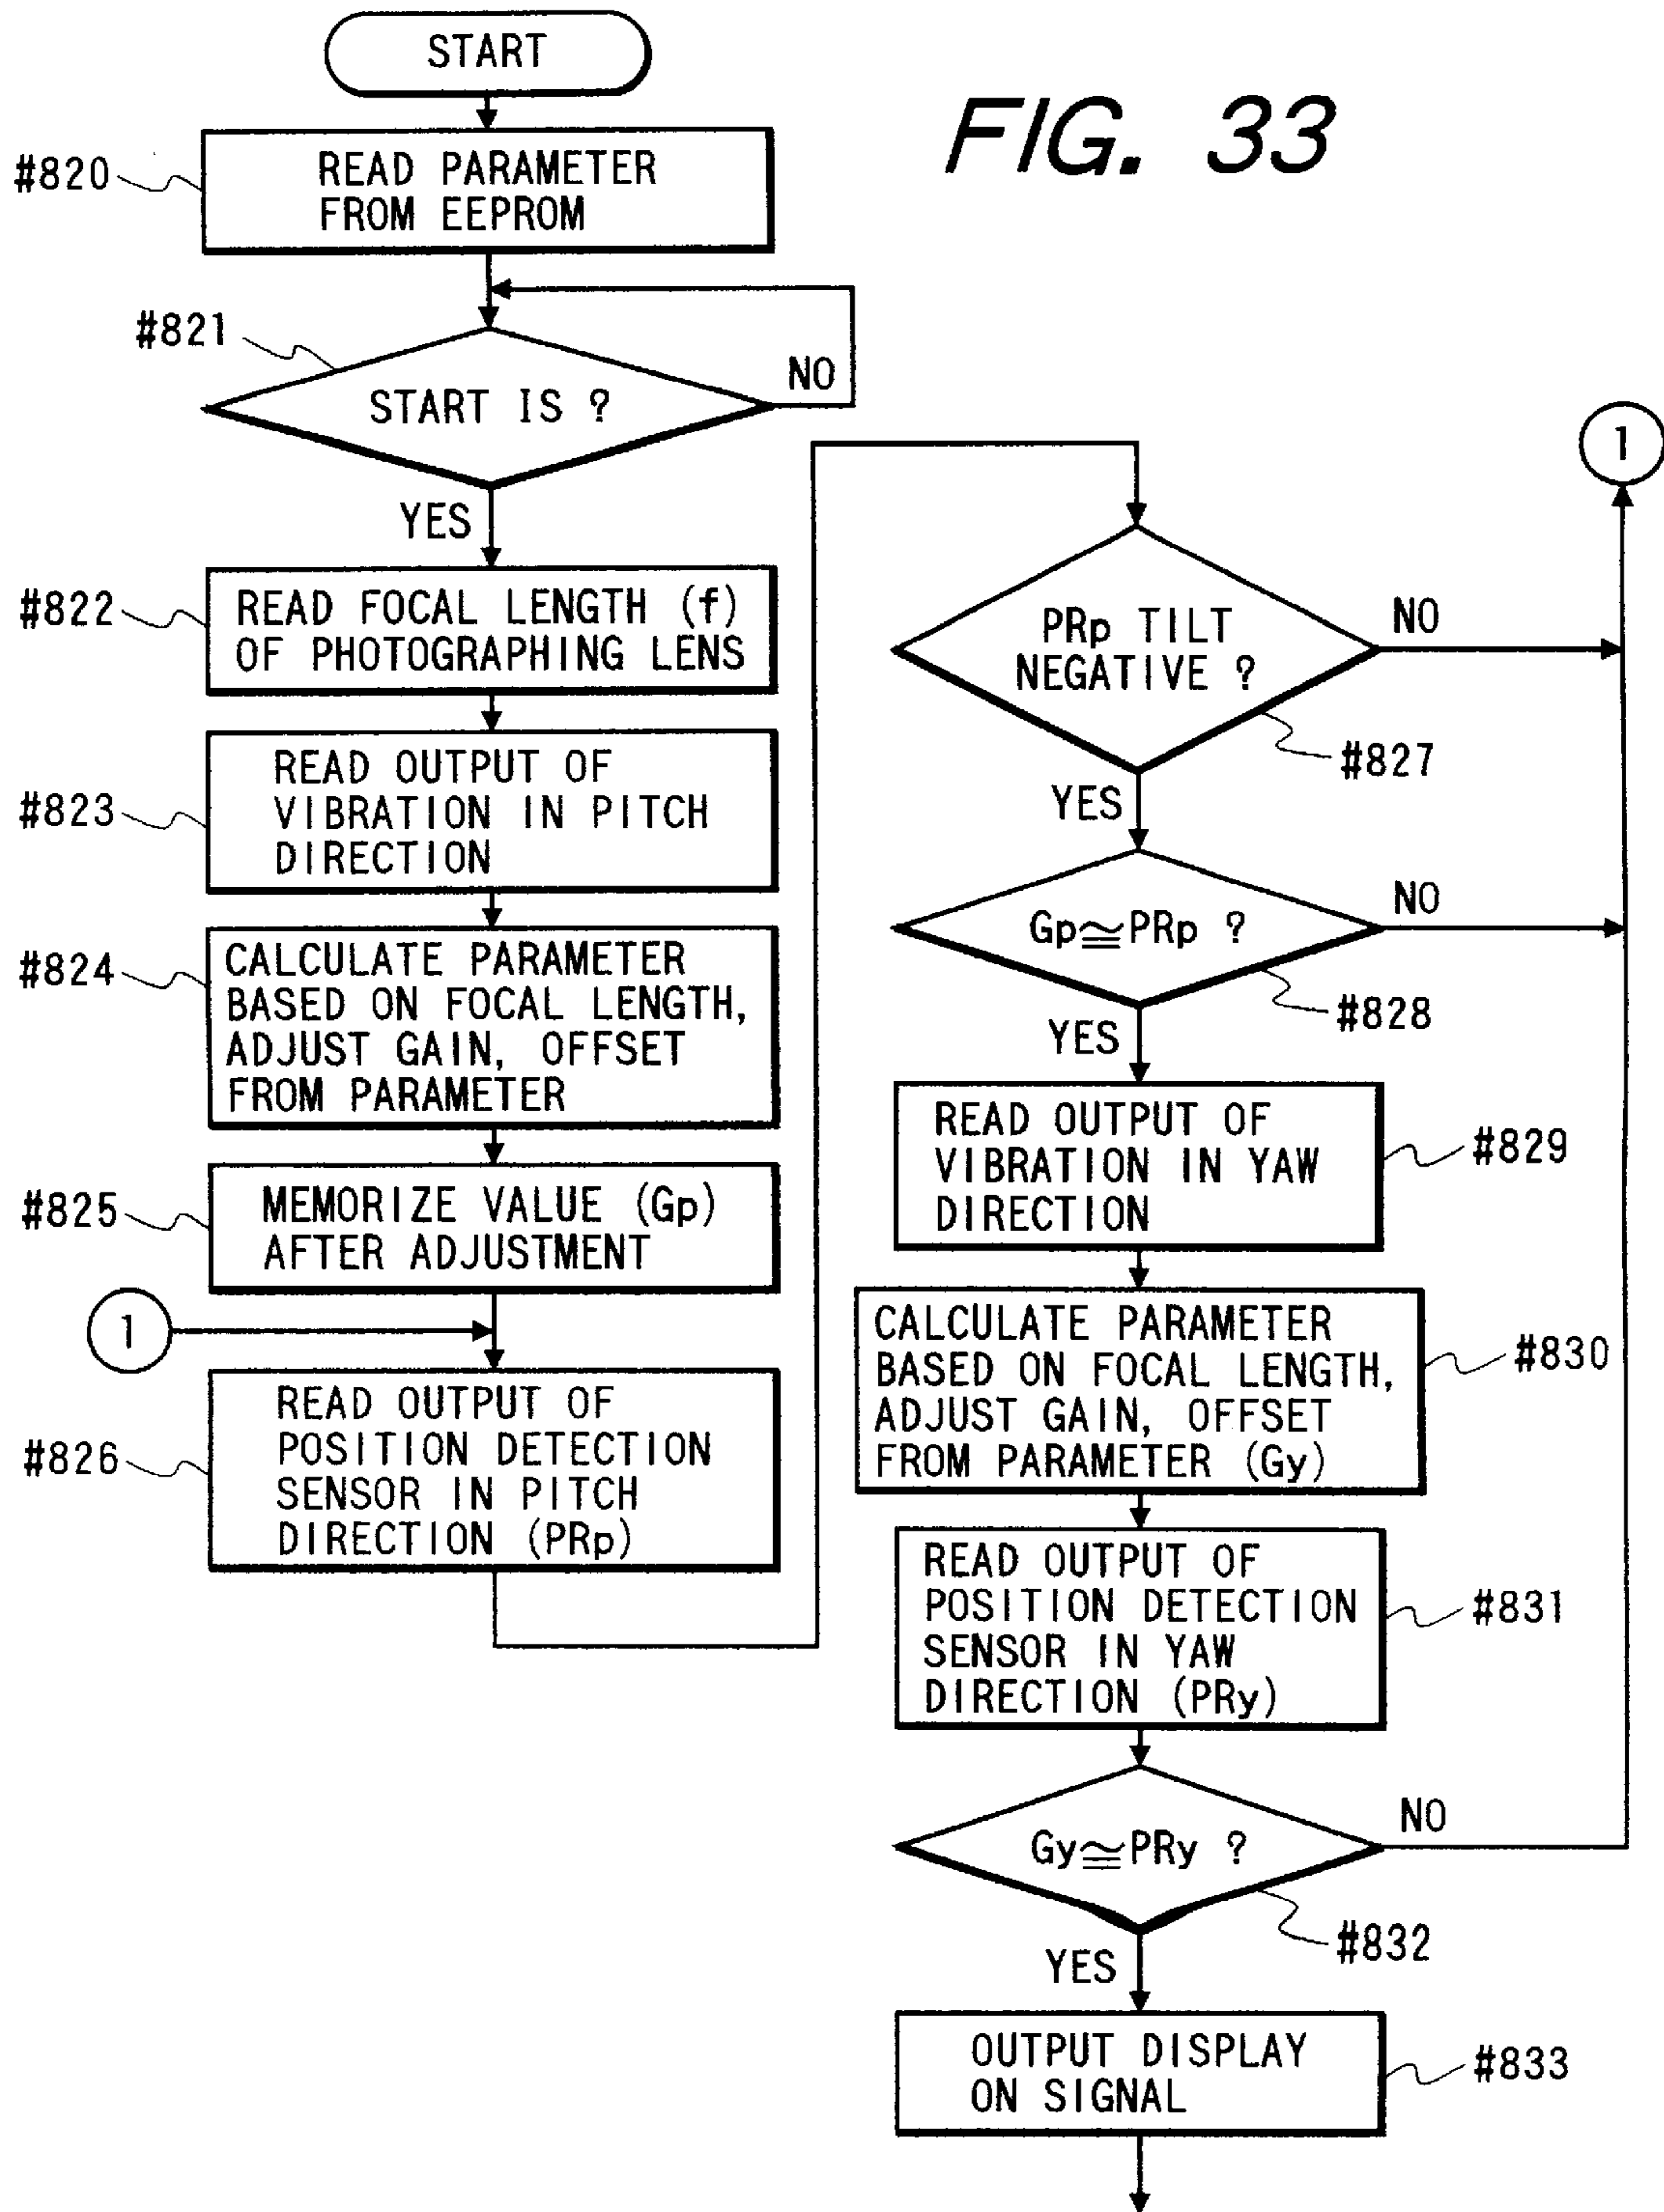 START
FIG. 33
#820
READ PARAMETER
FROM EEPROM
#821
START IS ?
NO
YES
#822
READ FOCAL LENGTH (f)
OF PHOTOGRAPHING LENS
#823
READ OUTPUT OF
VIBRATION IN PITCH
DIRECTION
#824
CALCULATE PARAMETER
BASED ON FOCAL LENGTH,
ADJUST GAIN, OFFSET
FROM PARAMETER
#825
MEMORIZE VALUE (Gp)
AFTER ADJUSTMENT
1
#826
READ OUTPUT OF
POSITION DETECTION
SENSOR IN PITCH
DIRECTION (PRp)
1
PRp TILT
NEGATIVE ?
NO
#827
YES
Gp≅PRp ?
NO
#828
YES
READ OUTPUT OF
VIBRATION IN YAW
DIRECTION
#829
CALCULATE PARAMETER
BASED ON FOCAL LENGTH,
ADJUST GAIN, OFFSET
FROM PARAMETER (Gy)
#830
READ OUTPUT OF
POSITION DETECTION
SENSOR IN YAW
DIRECTION (PRy)
#831
Gy≅PRy ?
NO
#832
YES
OUTPUT DISPLAY
ON SIGNAL
#833